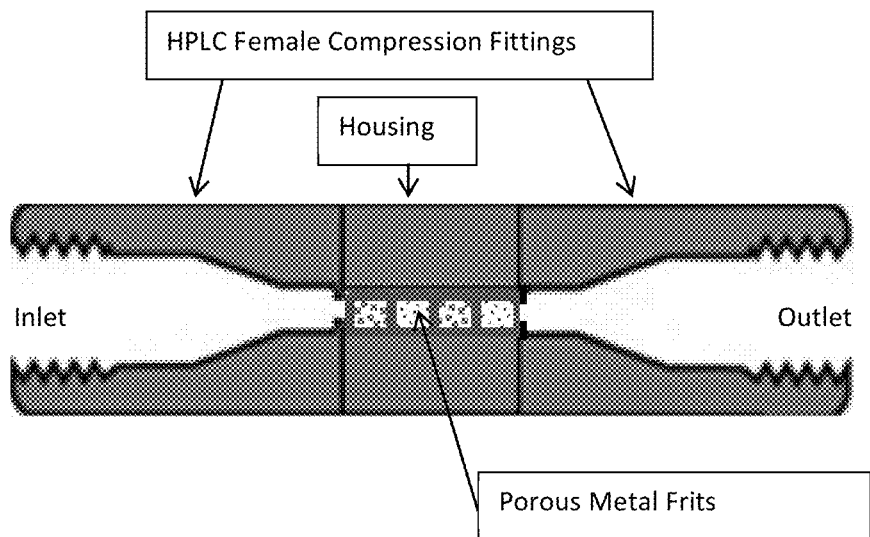 HPLC Female Compression Fittings
Housing
Inlet
Outlet
Porous Metal Frits